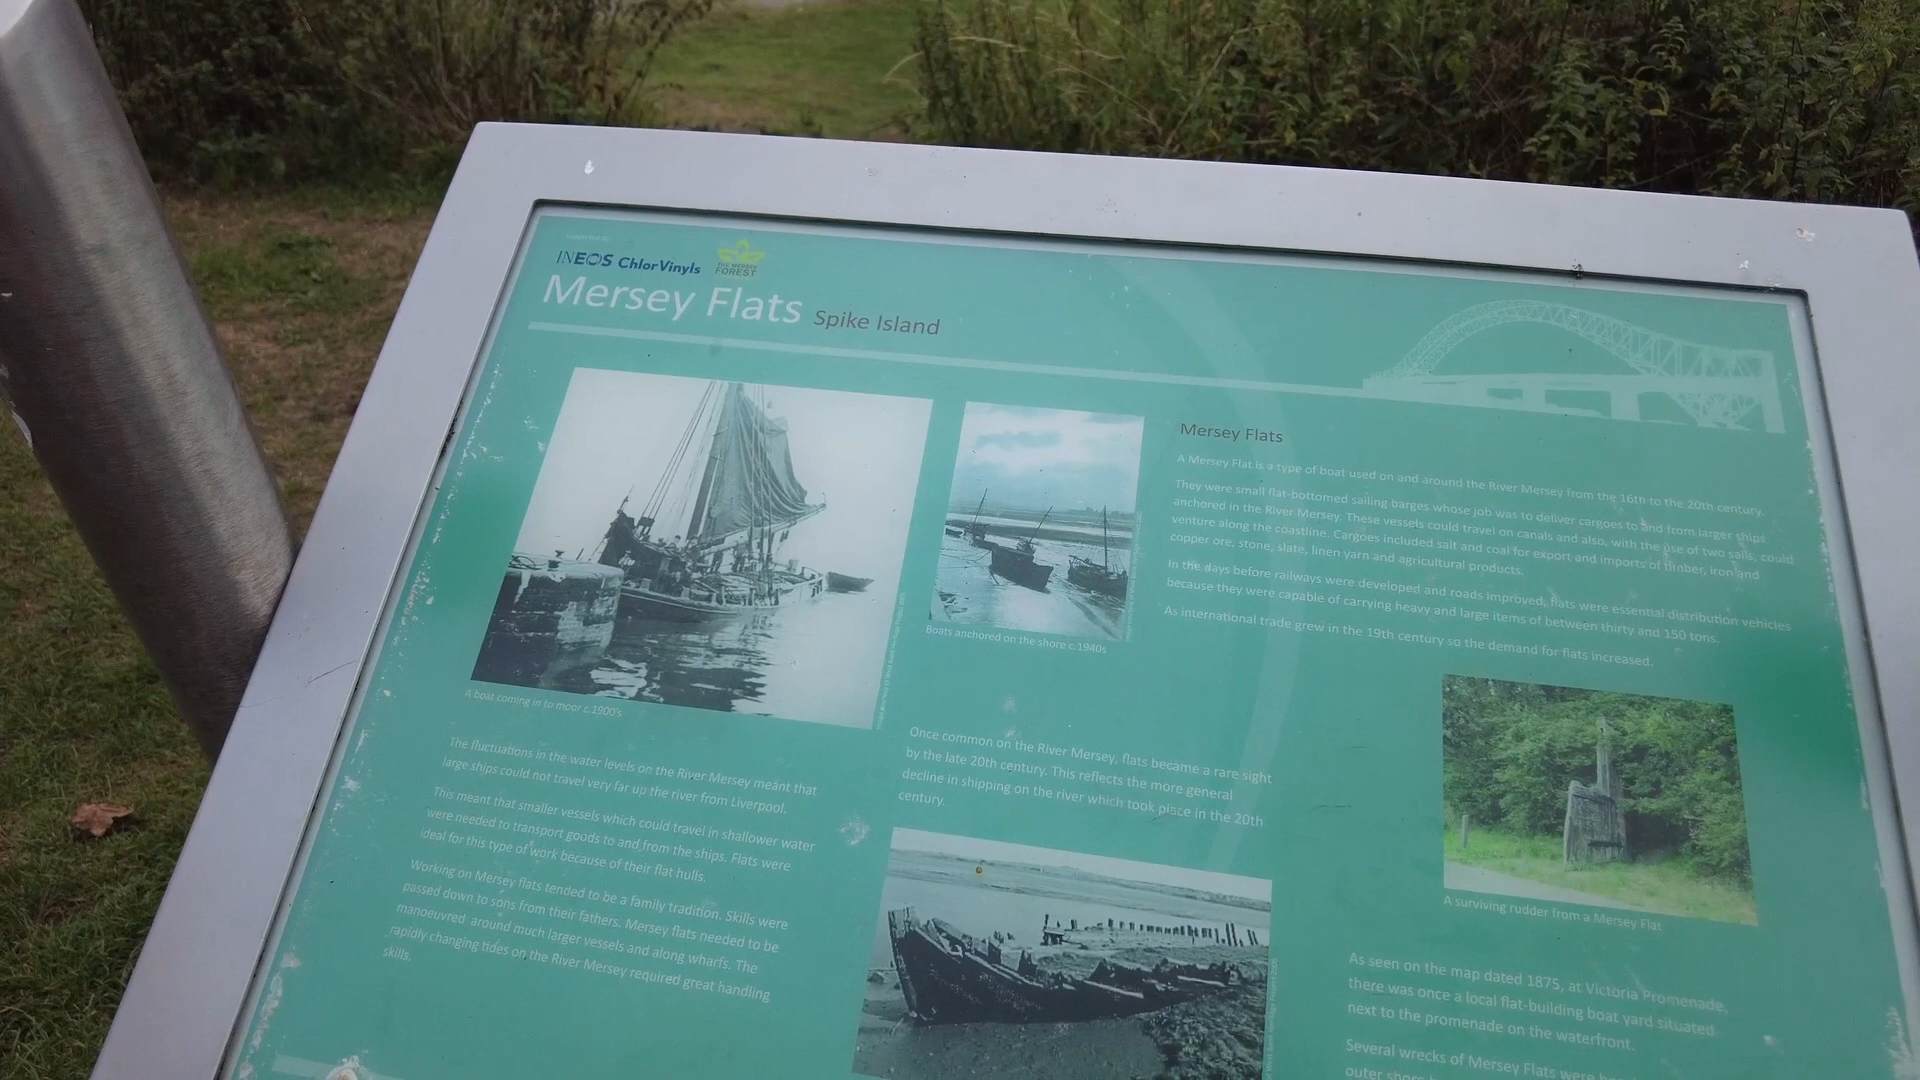 INEOS ChlorVinyls
THE MERSEY
FOREST
Mersey Flats Spike Island
A boat coming in to moor c.1900's
Boats anchored on the shore c.1940s
Mersey Flats
A Mersey Flat is a type of boat used on and around the River Mersey from the 16th to the 20th century.
They were small flat-bottomed sailing barges whose job was to deliver cargoes to and from larger ships
anchored in the River Mersey. These vessels could travel on canals and also, with the use of two sails, could
venture along the coastline. Cargoes included salt and coal for export and imports of timber, iron and
copper ore, stone, slate, linen yarn and agricultural products.
In the days before railways were developed and roads improved, flats were essential distribution vehicles
because they were capable of carrying heavy and large items of between thirty and 150 tons.
As international trade grew in the 19th century so the demand for flats increased.
The fluctuations in the water levels on the River Mersey meant that
large ships could not travel very far up the river from Liverpool.
This meant that smaller vessels which could travel in shallower water
were needed to transport goods to and from the ships. Flats were
ideal for this type of work because of their flat hulls.
Working on Mersey flats tended to be a family tradition. Skills were
passed down to sons from their fathers. Mersey flats needed to be
manoeuvred around much larger vessels and along wharfs. The
rapidly changing tides on the River Mersey required great handling
skills.
Once common on the River Mersey, flats became a rare sight
by the late 20th century. This reflects the more general
decline in shipping on the river which took place in the 20th
century.
A surviving rudder from a Mersey Flat
As seen on the map dated 1875, at Victoria Promenade,
there was once a local flat-building boat yard situated
next to the promenade on the waterfront.
Several wrecks of Mersey Flats were
outer shore